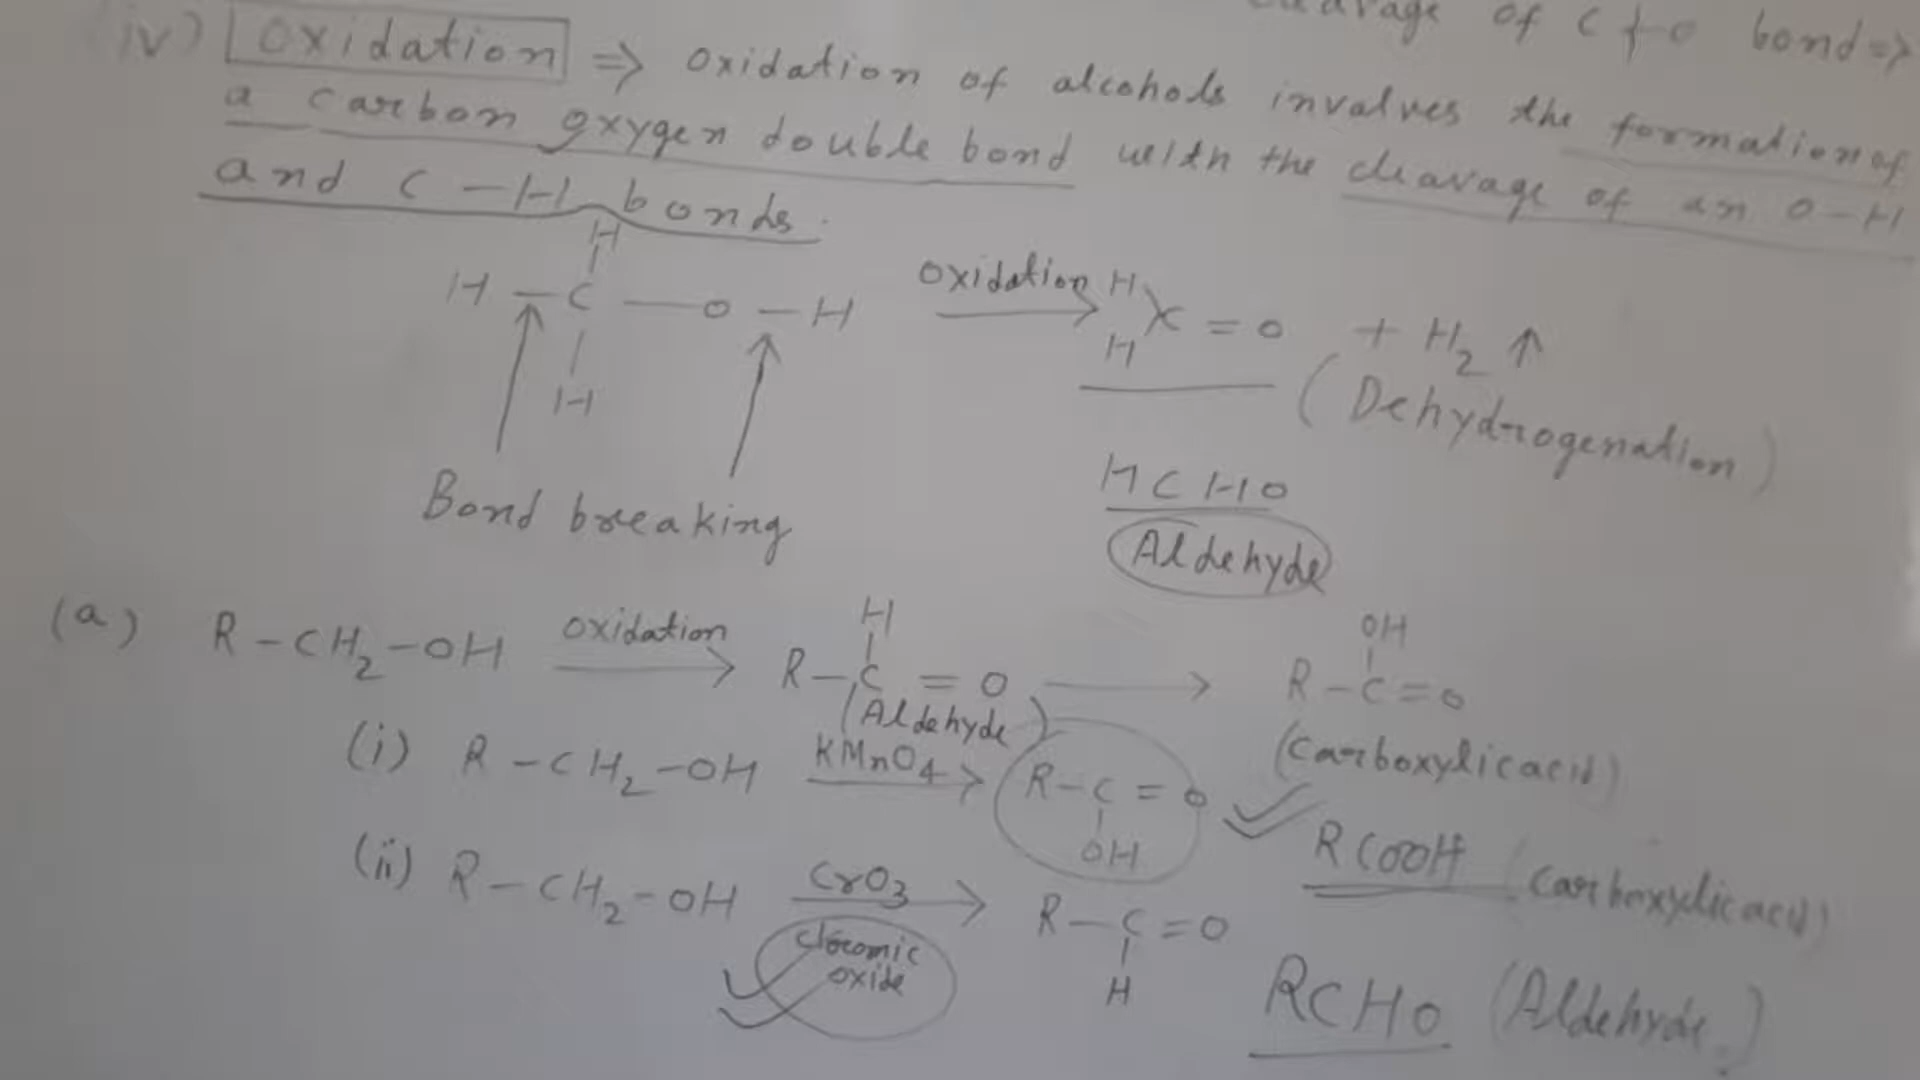 of C + O bond =>
iv) Oxidation => Oxidation of alcohols involves the formation of
a carbon oxygen double bond with the cleavage of an O-H
and C-H bonds.
H
H - C - O - H oxidation H C = O + H2 ↑
H H
(Dehydrogenation)
HCHO
Bond breaking
Aldehyde
(a) R-CH2-OH oxidation R-C=O → R-C=O
H OH
(Aldehyde) (Carboxylic acid)
(i) R-CH2-OH KMnO4 R-C=O
OH
RCOOH (Carboxylic acid)
(ii) R-CH2-OH CrO3 R-C=O
oxide
H
RCHO (Aldehyde)